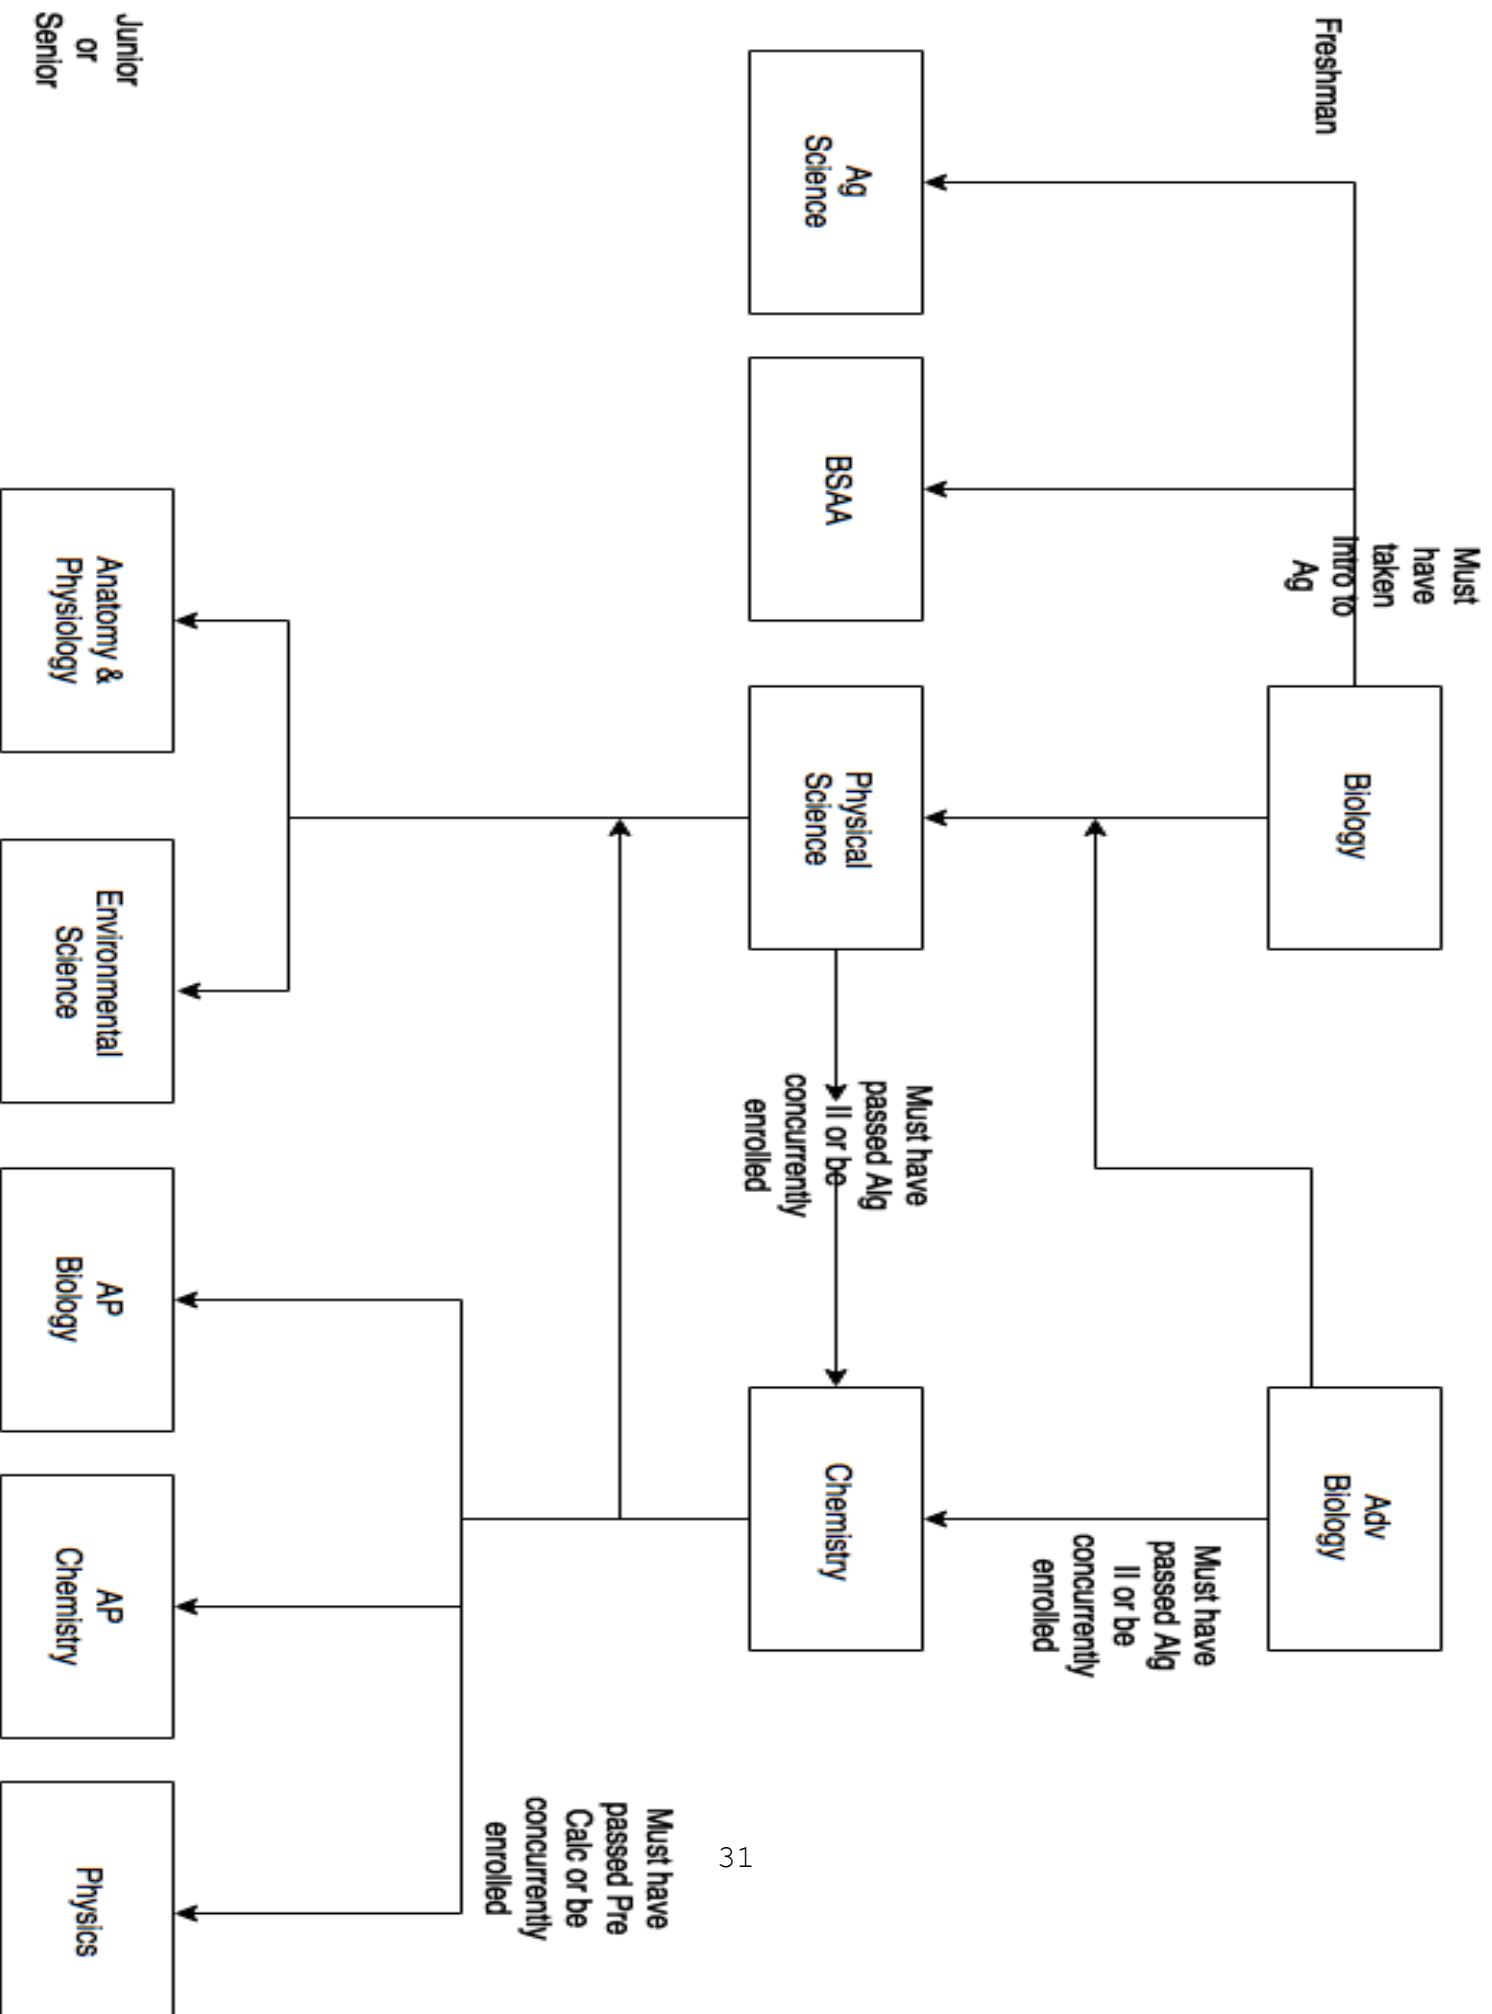 Freshman
Must
have
taken
Intro to
Ag
Biology
Adv
Biology
Must have
passed Alg
II or be
concurrently
enrolled
Ag
Science
BSAA
Physical
Science
Must have
passed Alg
II or be
concurrently
enrolled
Chemistry
Must have
passed Pre
Calc or be
concurrently
enrolled
Junior
or
Senior
Anatomy &
Physiology
Environmental
Science
AP
Biology
AP
Chemistry
Physics
31